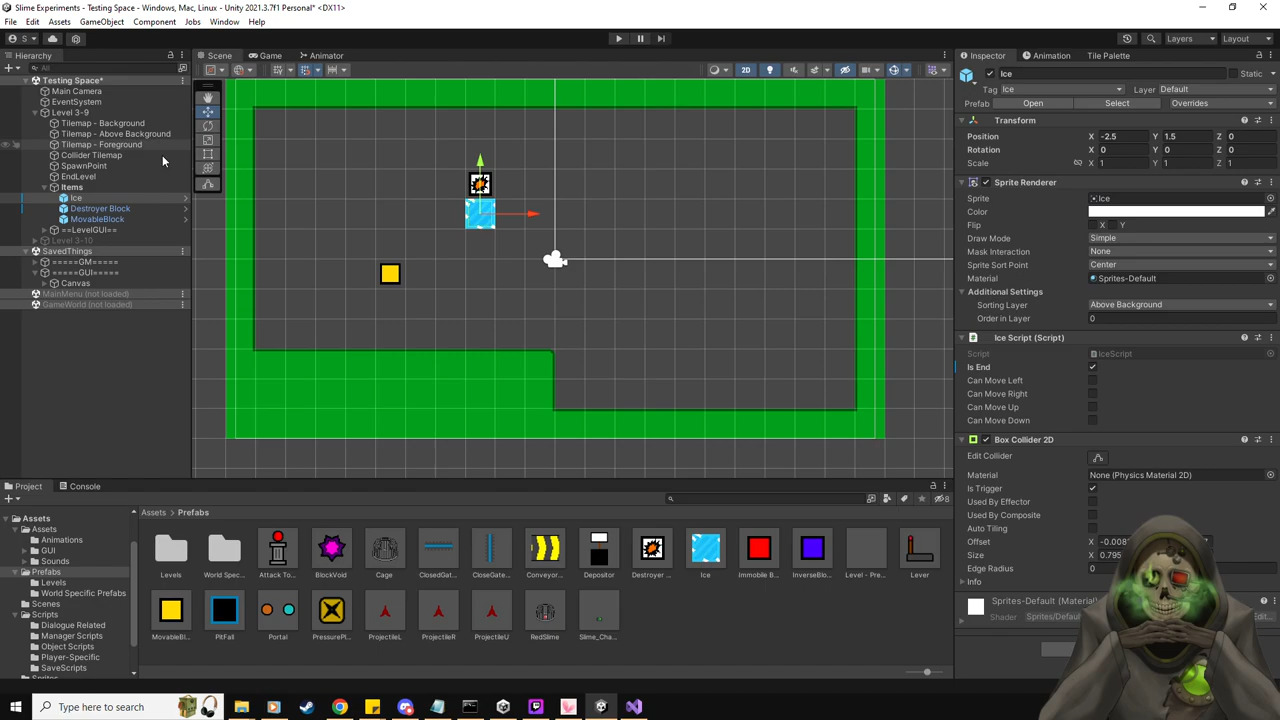 Slime Experiments - Testing Space - Windows, Mac, Linux - Unity 2021.3.7f1 Personal* <DX11>
File Edit Assets GameObject Component Jobs Window Help
S Layers Layout
Hierarchy
All
Testing Space*
Main Camera
EventSystem
Level 3-9
Tilemap - Background
Tilemap - Above Background
Tilemap - Foreground
Collider Tilemap
SpawnPoint
EndLevel
Items
Ice
Destroyer Block
MovableBlock
==LevelGUI==
Level 3-10
SavedThings
=====GM=====
=====GUI=====
Canvas
MainMenu (not loaded)
GameWorld (not loaded)
Scene Game Animator
2D
Inspector Animation Tile Palette
Ice Static
Tag Ice Layer Default
Prefab Open Select Overrides
Transform
Position X -2.5 Y 1.5 Z 0
Rotation X 0 Y 0 Z 0
Scale X 1 Y 1 Z 1
Sprite Renderer
Sprite Ice
Color
Flip X Y
Draw Mode Simple
Mask Interaction None
Sprite Sort Point Center
Material Sprites-Default
Additional Settings
Sorting Layer Above Background
Order in Layer 0
Ice Script (Script)
Script IceScript
Is End
Can Move Left
Can Move Right
Can Move Up
Can Move Down
Box Collider 2D
Edit Collider
Material None (Physics Material 2D)
Is Trigger
Used By Effector
Used By Composite
Auto Tiling
Offset X
Size X
Edge Radius 0
Info
Sprites-Default (Material)
Shader Edit...
Project Console
8
Assets
Assets
Animations
GUI
Sounds
Prefabs
Levels
World Specific Prefabs
Scenes
Scripts
Dialogue Related
Manager Scripts
Object Scripts
Player-Specific
SaveScripts
Assets > Prefabs
Levels World Spec... Attack To... BlockVoid Cage ClosedGat... CloseGate... Conveyor... Depositor Destroyer ... Ice Immobile B... InverseBlo... Level - Pre... Lever
MovableBl... PitFall Portal PressurePl... ProjectileL ProjectileR ProjectileU RedSlime Slime_Cha...
Type here to search